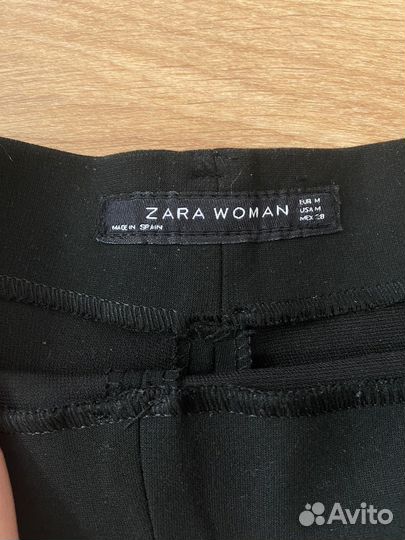 ZARA WOMAN
MADE IN SPAIN
EUR M
USA M
MEX 28
Avito